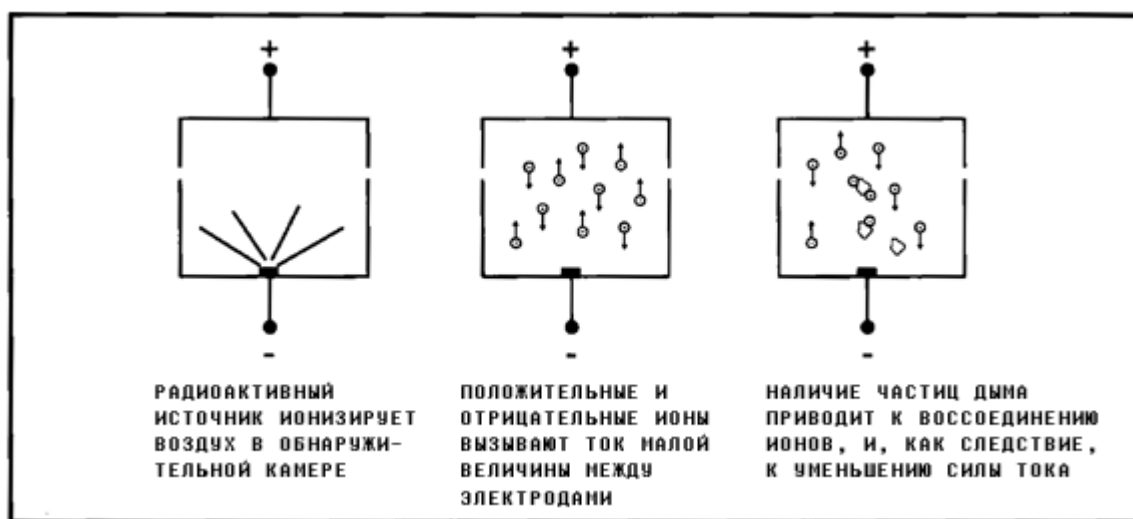 +
+
+
-
-
-
РАДИОАКТИВНЫЙ
ИСТОЧНИК ИОНИЗИРУЕТ
ВОЗДУХ В ОБНАРУЖИ-
ТЕЛЬНОЙ КАМЕРЕ
ПОЛОЖИТЕЛЬНЫЕ И
ОТРИЦАТЕЛЬНЫЕ ИОНЫ
ВЫЗЫВАЮТ ТОК МАЛОЙ
ВЕЛИЧИНЫ МЕЖДУ
ЭЛЕКТРОДАМИ
НАЛИЧИЕ ЧАСТИЦ ДЫМА
ПРИВОДИТ К ВОССОЕДИНЕНИЮ
ИОНОВ, И, КАК СЛЕДСТВИЕ,
К УМЕНЬШЕНИЮ СИЛЫ ТОКА